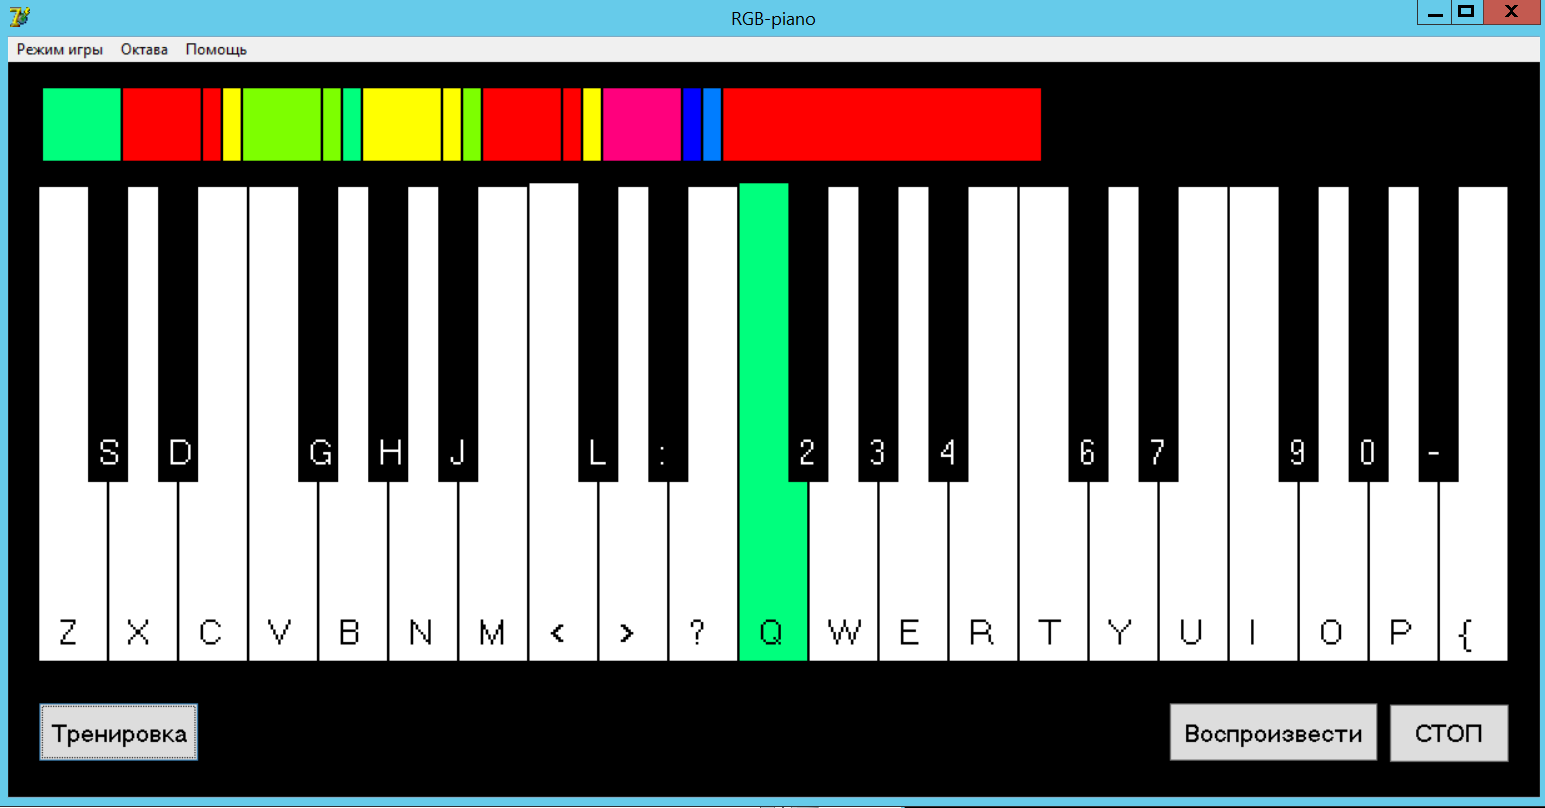 RGB-piano
Режим игры Октава Помощь
S D G H J L : 2 3 4 6 7 9 0 -
Z X C V B N M < > ? Q W E R T Y U I O P {
Тренировка Воспроизвести СТОП